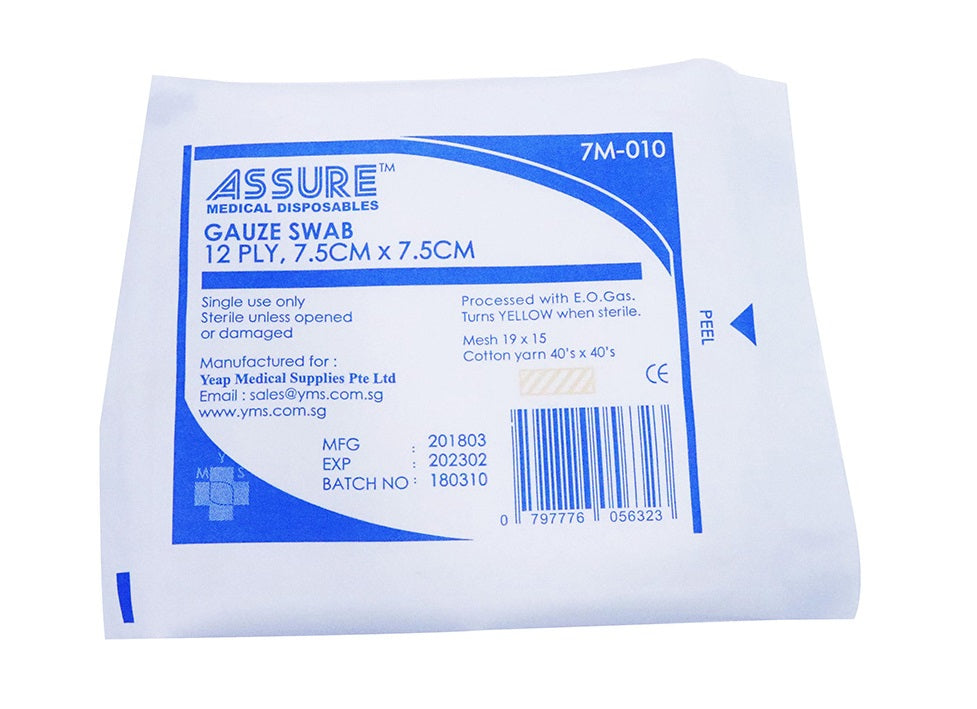 7M-010
ASSURE™
MEDICAL DISPOSABLES
GAUZE SWAB
12 PLY, 7.5CM x 7.5CM
Single use only
Sterile unless opened
or damaged
Manufactured for :
Yeap Medical Supplies Pte Ltd
Email : sales@yms.com.sg
www.yms.com.sg
Processed with E.O.Gas.
Turns YELLOW when sterile.
Mesh 19 x 15
Cotton yarn 40's x 40's
CE
PEEL
MFG : 201803
EXP : 202302
BATCH NO : 180310
Y
M S
0 797776 056323